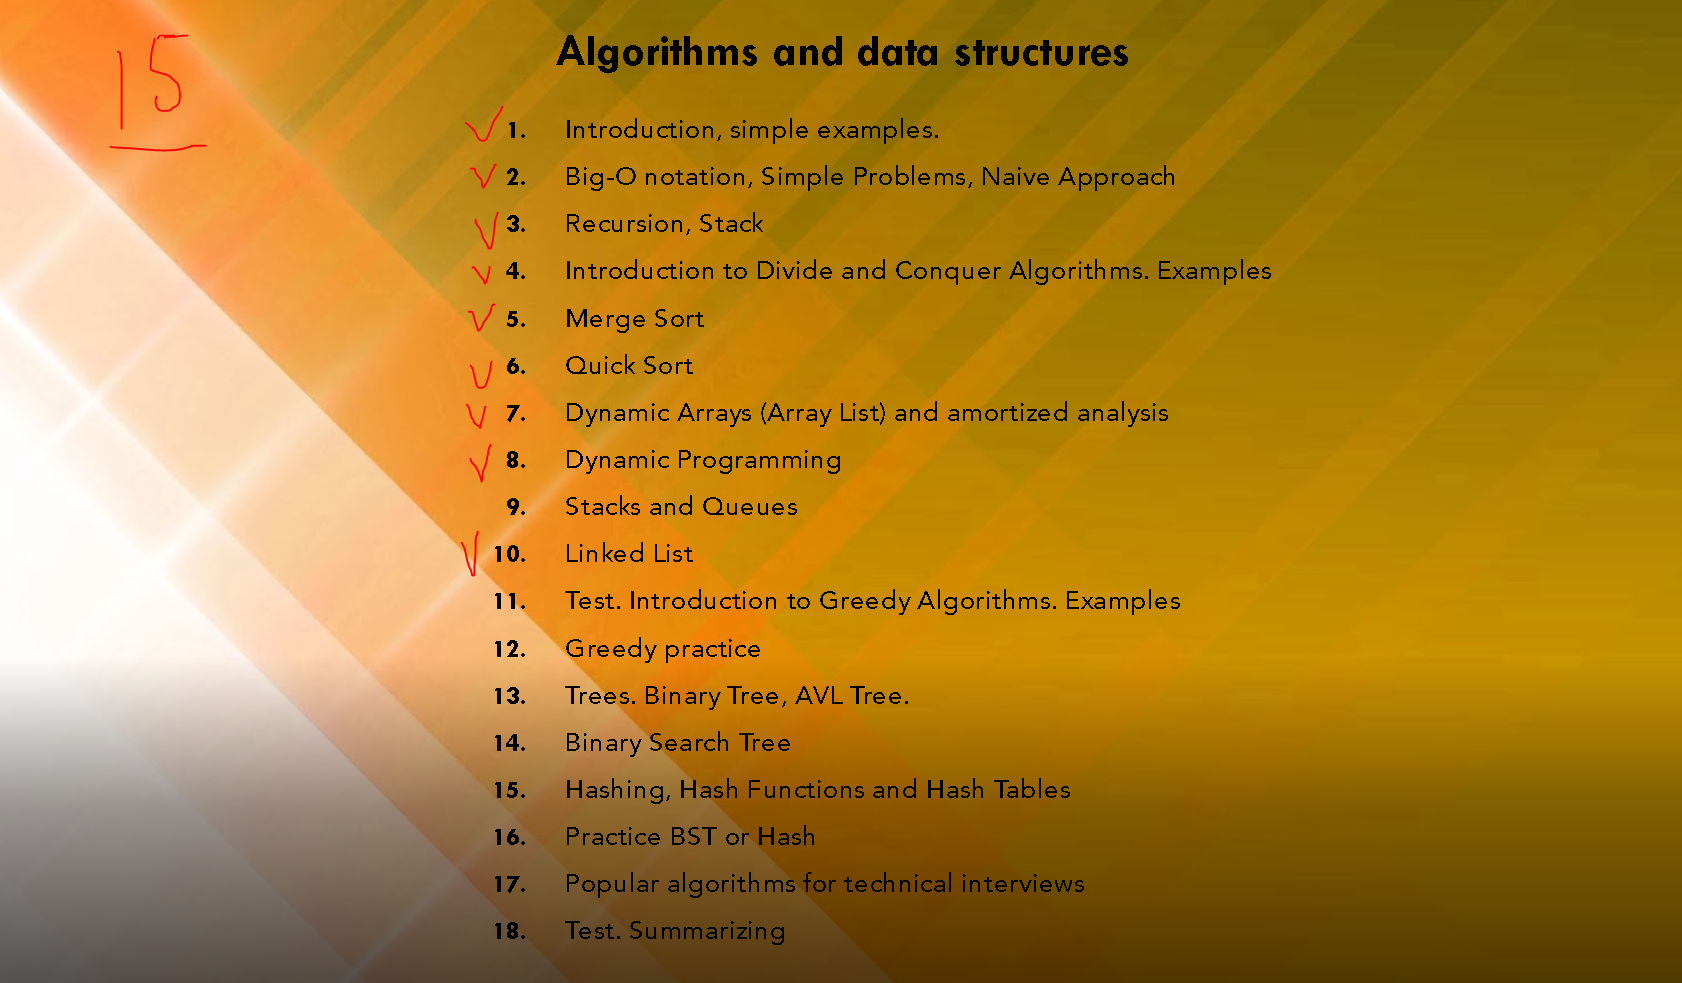 15
Algorithms and data structures
1. Introduction, simple examples.
2. Big-O notation, Simple Problems, Naive Approach
3. Recursion, Stack
4. Introduction to Divide and Conquer Algorithms. Examples
5. Merge Sort
6. Quick Sort
7. Dynamic Arrays (Array List) and amortized analysis
8. Dynamic Programming
9. Stacks and Queues
10. Linked List
11. Test. Introduction to Greedy Algorithms. Examples
12. Greedy practice
13. Trees. Binary Tree, AVL Tree.
14. Binary Search Tree
15. Hashing, Hash Functions and Hash Tables
16. Practice BST or Hash
17. Popular algorithms for technical interviews
18. Test. Summarizing